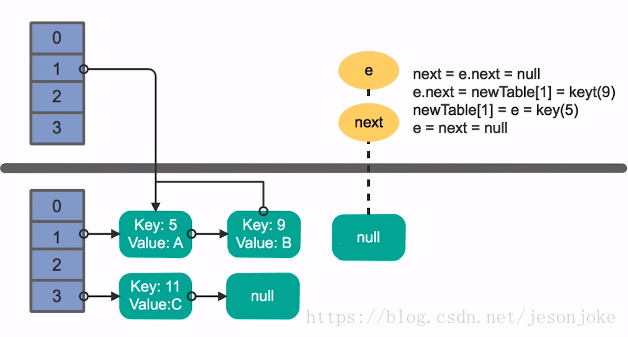 0
1
2
3
e
next
next = e.next = null
e.next = newTable[1] = keyt(9)
newTable[1] = e = key(5)
e = next = null
0
1
2
3
Key: 5
Value: A
Key: 9
Value: B
null
Key: 11
Value:C
null
https://blog.csdn.net/jesonjoke